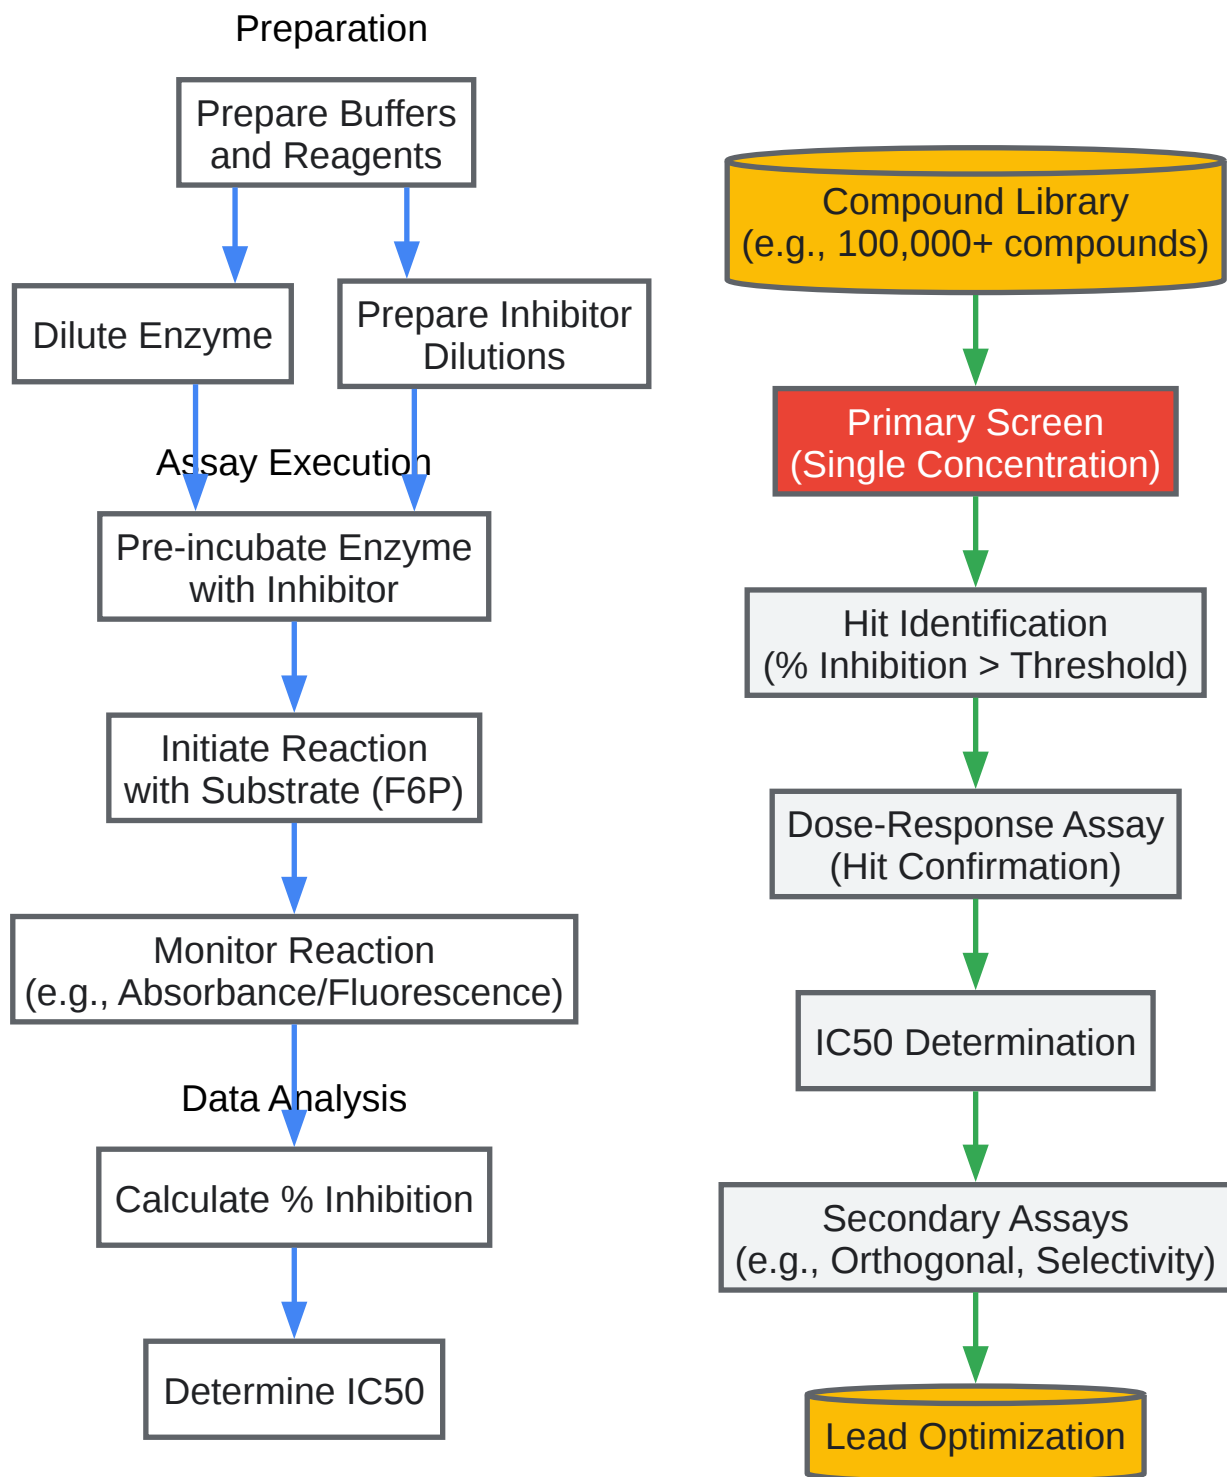 Preparation
Prepare Buffers
and Reagents
Dilute Enzyme
Prepare Inhibitor
Dilutions
Assay Execution
Pre-incubate Enzyme
with Inhibitor
Initiate Reaction
with Substrate (F6P)
Monitor Reaction
(e.g., Absorbance/Fluorescence)
Data Analysis
Calculate % Inhibition
Determine IC50
Compound Library
(e.g., 100,000+ compounds)
Primary Screen
(Single Concentration)
Hit Identification
(% Inhibition > Threshold)
Dose-Response Assay
(Hit Confirmation)
IC50 Determination
Secondary Assays
(e.g., Orthogonal, Selectivity)
Lead Optimization